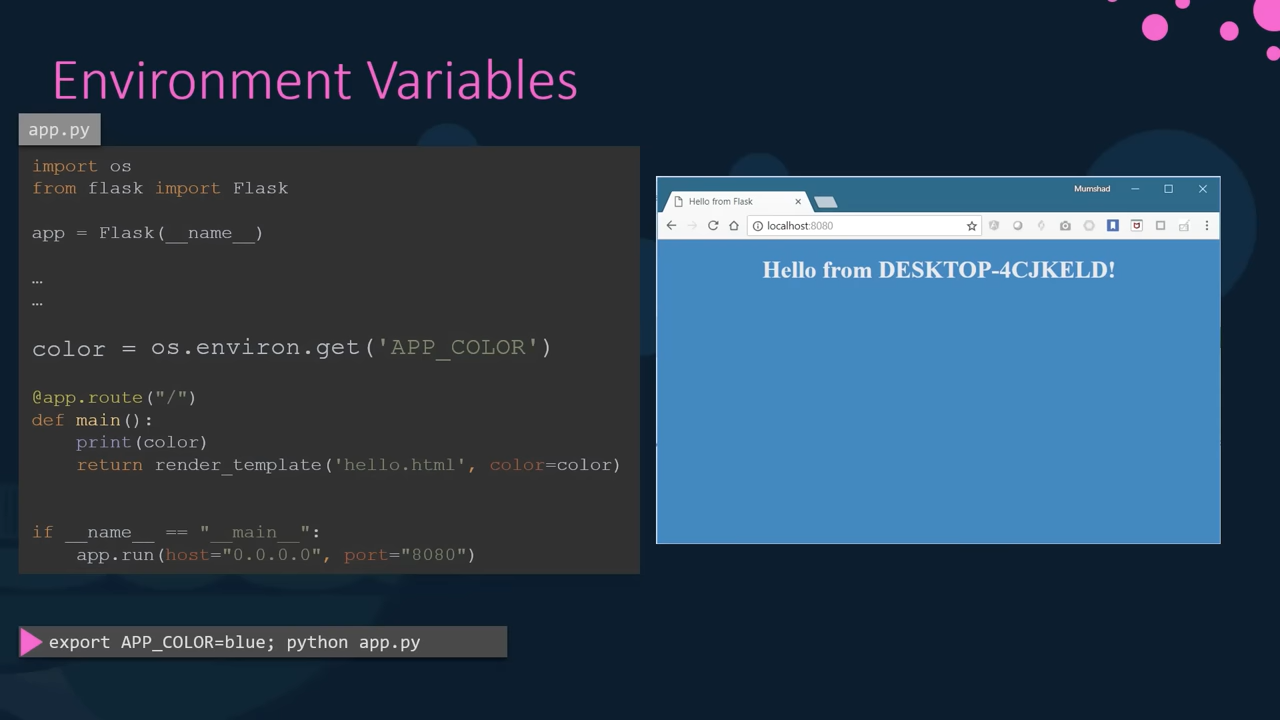 Environment Variables
app.py
import os
from flask import Flask
app = Flask(__name__)
…
…
color = os.environ.get('APP_COLOR')
@app.route("/")
def main():
    print(color)
    return render_template('hello.html', color=color)
if __name__ == "__main__":
    app.run(host="0.0.0.0", port="8080")
export APP_COLOR=blue; python app.py
Mumshad
Hello from Flask
localhost:8080
Hello from DESKTOP-4CJKELD!